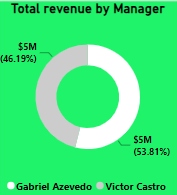 Total revenue by Manager
$5M
(46.19%)
$5M
(53.81%)
Gabriel Azevedo Victor Castro